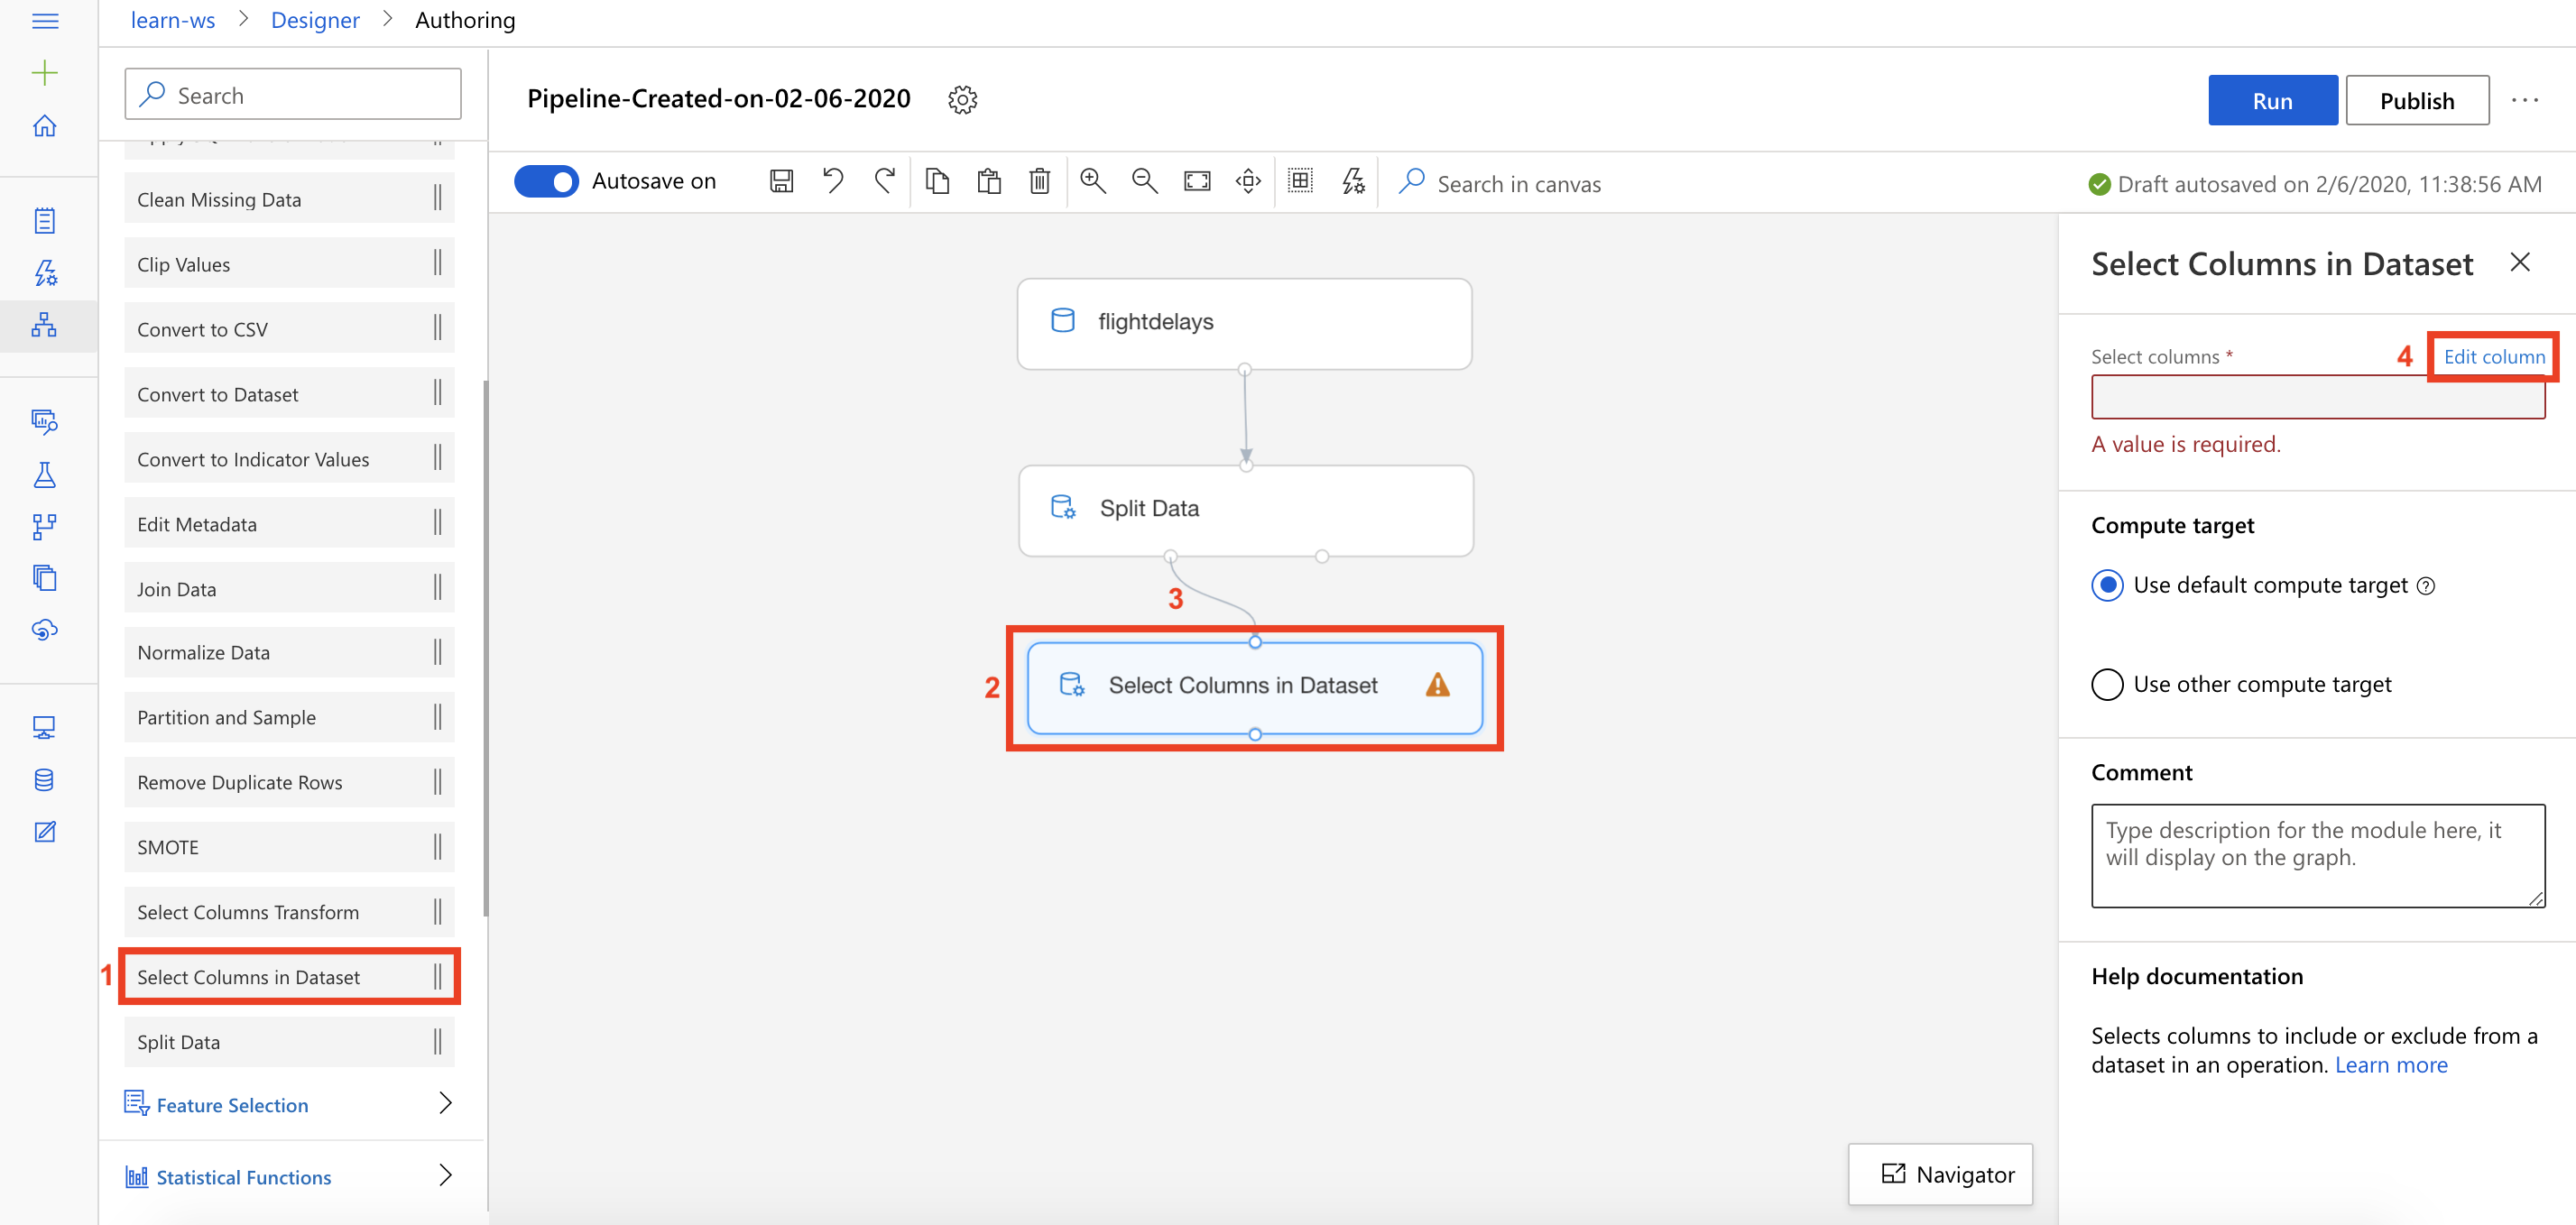 learn-ws > Designer > Authoring
Search
Clean Missing Data
Clip Values
Convert to CSV
Convert to Dataset
Convert to Indicator Values
Edit Metadata
Join Data
Normalize Data
Partition and Sample
Remove Duplicate Rows
SMOTE
Select Columns Transform
1 Select Columns in Dataset
Split Data
Feature Selection
Statistical Functions
Pipeline-Created-on-02-06-2020
Run Publish
Autosave on
Search in canvas
Draft autosaved on 2/6/2020, 11:38:56 AM
flightdelays
Split Data
3
2 Select Columns in Dataset
Navigator
Select Columns in Dataset
Select columns * 4 Edit column
A value is required.
Compute target
Use default compute target
Use other compute target
Comment
Type description for the module here, it
will display on the graph.
Help documentation
Selects columns to include or exclude from a
dataset in an operation. Learn more